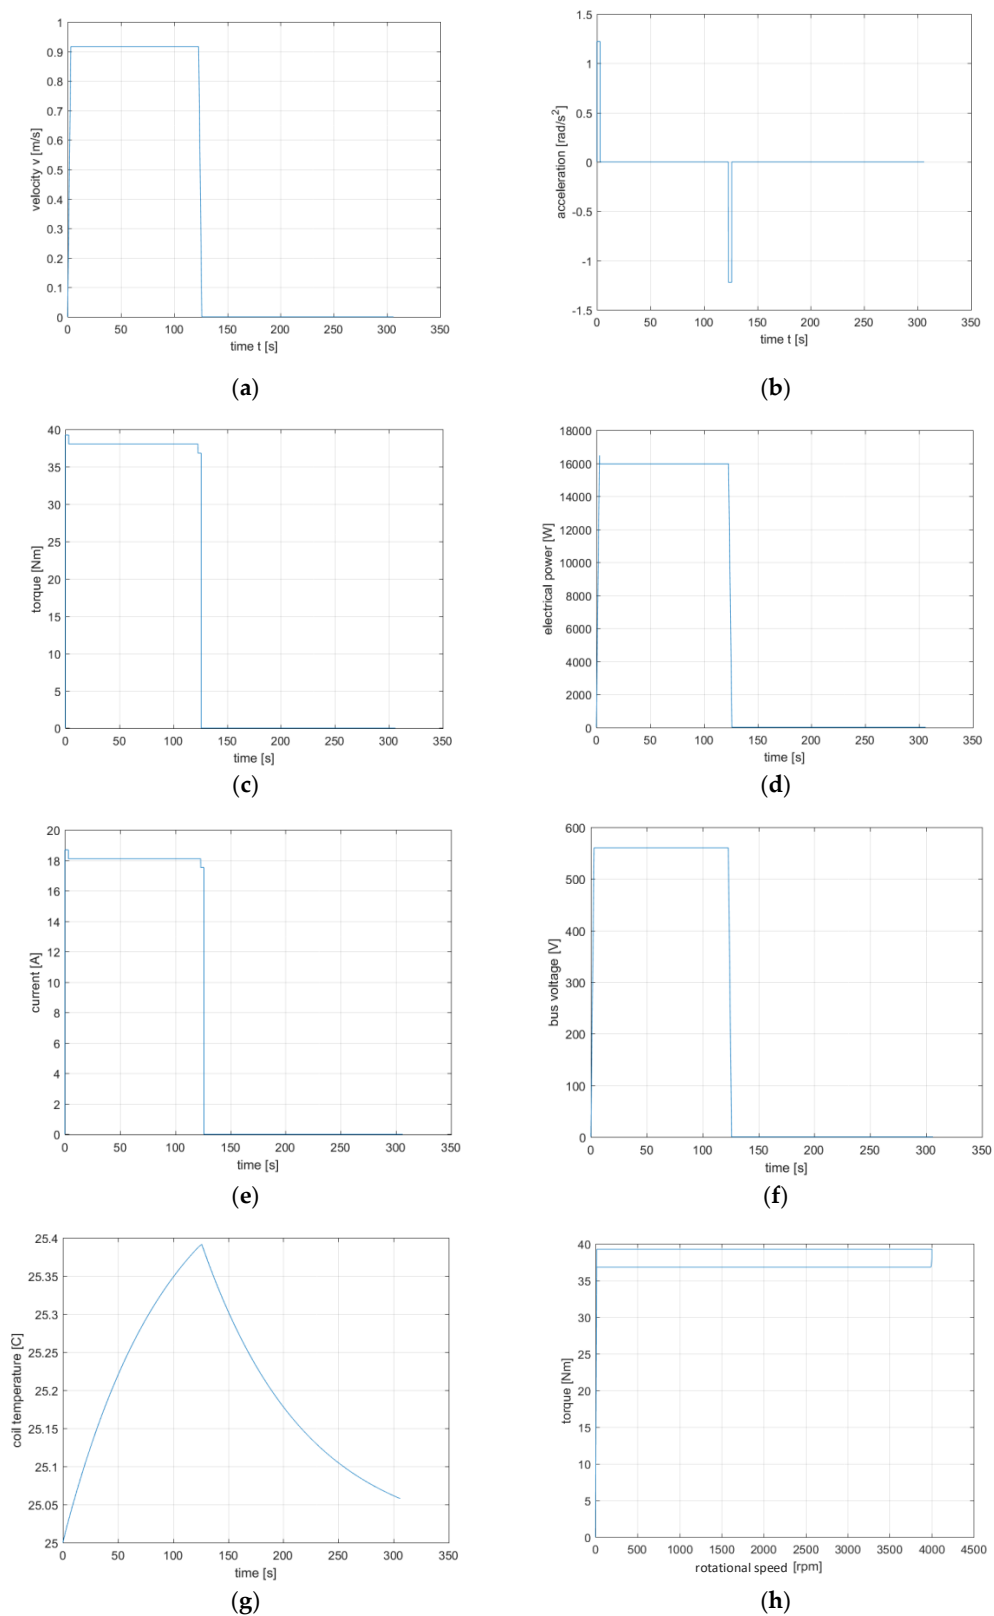 1
0.9
0.8
0.7
0.6
0.5
0.4
0.3
0.2
0.1
0
velocity v [m/s]
0 50 100 150 200 250 300 350
time t [s]
(a)
1.5
1
0.5
0
-0.5
-1
-1.5
acceleration [rad/s²]
0 50 100 150 200 250 300 350
time t [s]
(b)
40
35
30
25
20
15
10
5
0
torque [Nm]
0 50 100 150 200 250 300 350
time [s]
(c)
18000
16000
14000
12000
10000
8000
6000
4000
2000
0
electrical power [W]
0 50 100 150 200 250 300 350
time [s]
(d)
20
18
16
14
12
10
8
6
4
2
0
current [A]
0 50 100 150 200 250 300 350
time [s]
(e)
600
500
400
300
200
100
0
bus voltage [V]
0 50 100 150 200 250 300 350
time [s]
(f)
25.4
25.35
25.3
25.25
25.2
25.15
25.1
25.05
25
coil temperature [C]
0 50 100 150 200 250 300 350
time [s]
(g)
40
35
30
25
20
15
10
5
0
torque [Nm]
0 500 1000 1500 2000 2500 3000 3500 4000 4500
rotational speed [rpm]
(h)